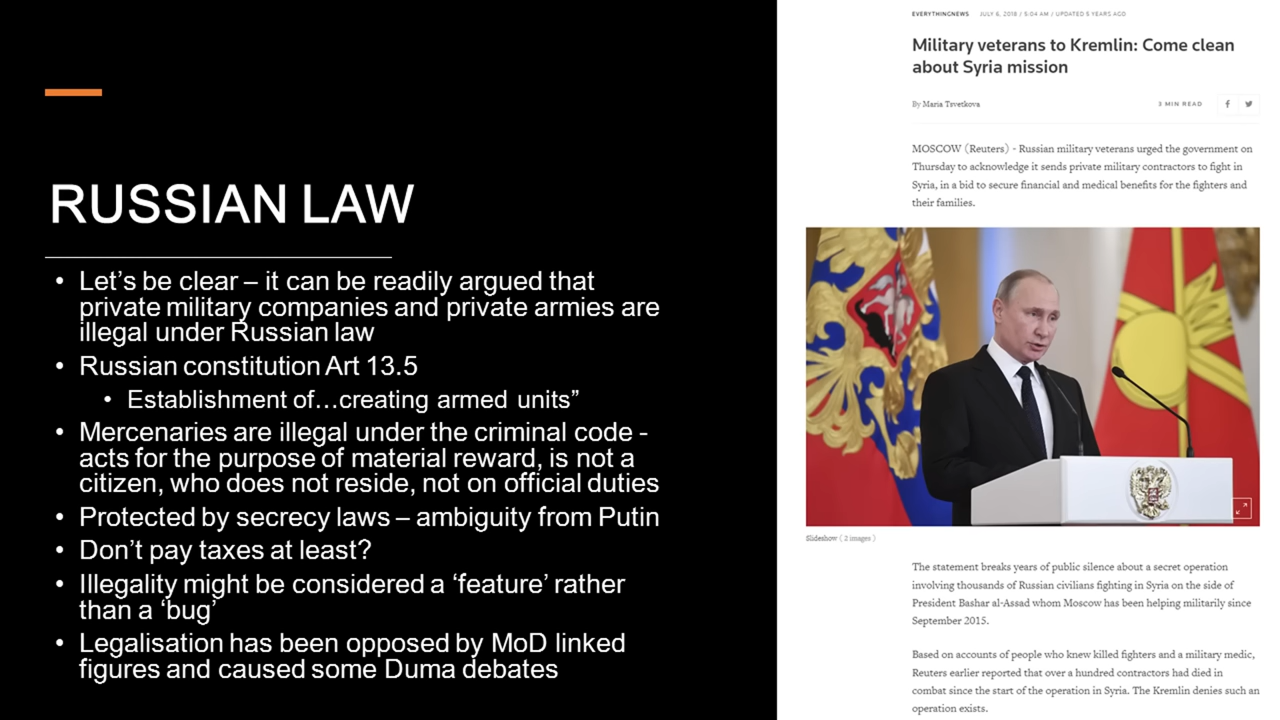 RUSSIAN LAW
• Let’s be clear – it can be readily argued that
private military companies and private armies are
illegal under Russian law
• Russian constitution Art 13.5
• Establishment of…creating armed units”
• Mercenaries are illegal under the criminal code -
acts for the purpose of material reward, is not a
citizen, who does not reside, not on official duties
• Protected by secrecy laws – ambiguity from Putin
• Don’t pay taxes at least?
• Illegality might be considered a ‘feature’ rather
than a ‘bug’
• Legalisation has been opposed by MoD linked
figures and caused some Duma debates
EVERYTHINGNEWS JULY 6, 2018 / 5:04 AM / UPDATED 5 YEARS AGO
Military veterans to Kremlin: Come clean
about Syria mission
By Maria Tsvetkova
3 MIN READ
MOSCOW (Reuters) - Russian military veterans urged the government on
Thursday to acknowledge it sends private military contractors to fight in
Syria, in a bid to secure financial and medical benefits for the fighters and
their families.
Slideshow ( 2 images )
The statement breaks years of public silence about a secret operation
involving thousands of Russian civilians fighting in Syria on the side of
President Bashar al-Assad whom Moscow has been helping militarily since
September 2015.
Based on accounts of people who knew killed fighters and a military medic,
Reuters earlier reported that over a hundred contractors had died in
combat since the start of the operation in Syria. The Kremlin denies such an
operation exists.